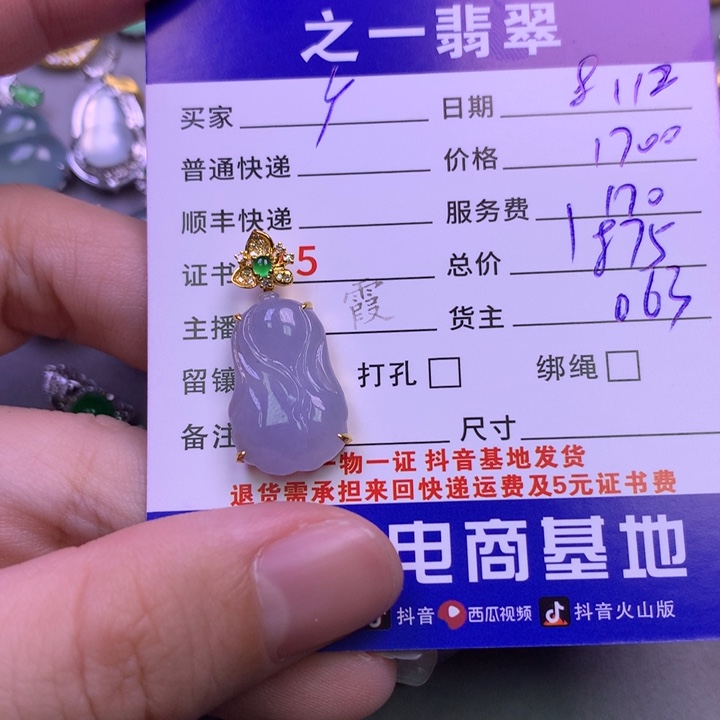 之一翡翠
买家 日期 8 112
普通快递 价格 1700
顺丰快递 服务费 170
证书 5 总价 1875
主播 霞 货主 063
留镶 打孔 绑绳
备注 尺寸
一物一证 抖音基地发货
退货需承担来回快递运费及5元证书费
电商基地
抖音 西瓜视频 抖音火山版